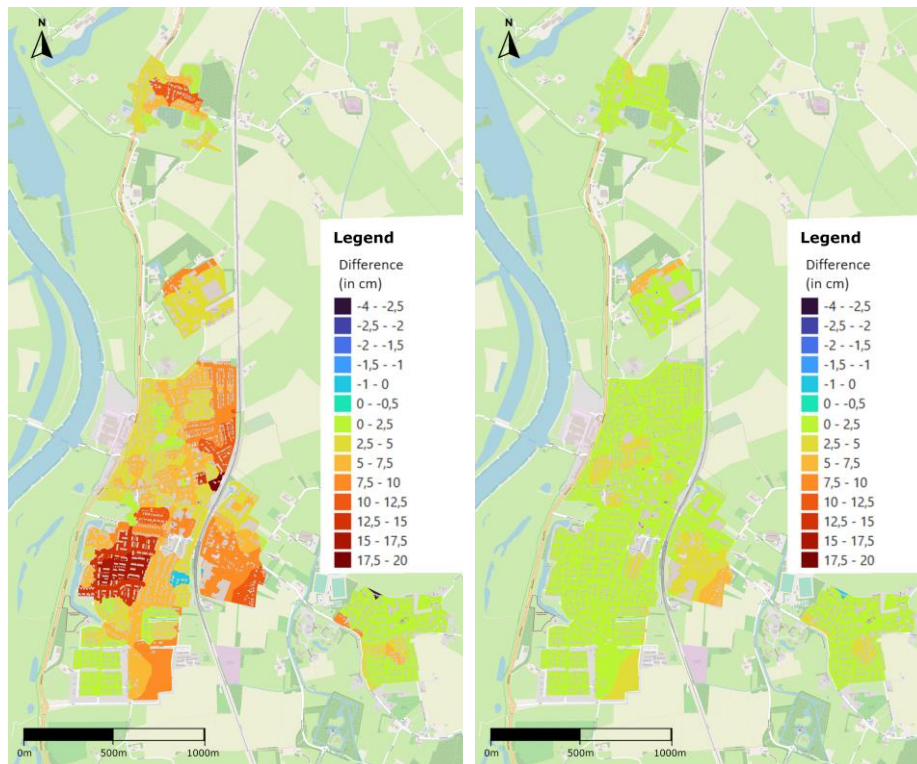 N
Legend
Difference
(in cm)
-4 - -2,5
-2,5 - -2
-2 - -1,5
-1,5 - -1
-1 - 0
0 - -0,5
0 - 2,5
2,5 - 5
5 - 7,5
7,5 - 10
10 - 12,5
12,5 - 15
15 - 17,5
17,5 - 20
0m 500m 1000m
N
Legend
Difference
(in cm)
-4 - -2,5
-2,5 - -2
-2 - -1,5
-1,5 - -1
-1 - 0
0 - -0,5
0 - 2,5
2,5 - 5
5 - 7,5
7,5 - 10
10 - 12,5
12,5 - 15
15 - 17,5
17,5 - 20
0m 500m 1000m